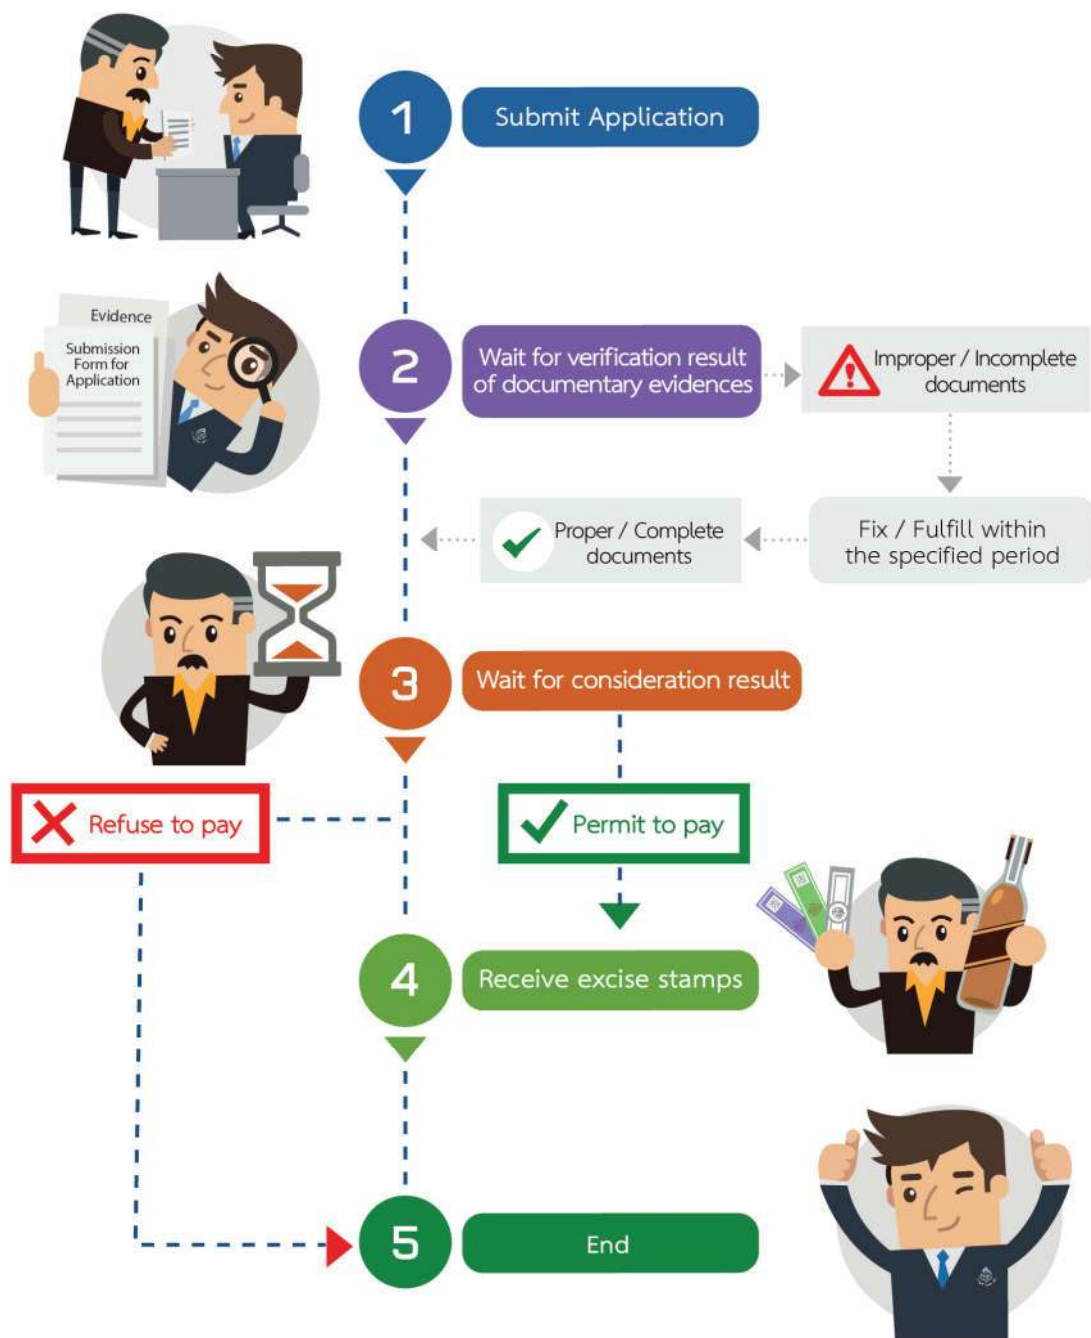 1
Submit Application
Evidence
Submission
Form for
Application
2
Wait for verification result
of documentary evidences
Improper / Incomplete
documents
Proper / Complete
documents
Fix / Fulfill within
the specified period
3
Wait for consideration result
Refuse to pay
Permit to pay
4
Receive excise stamps
5
End